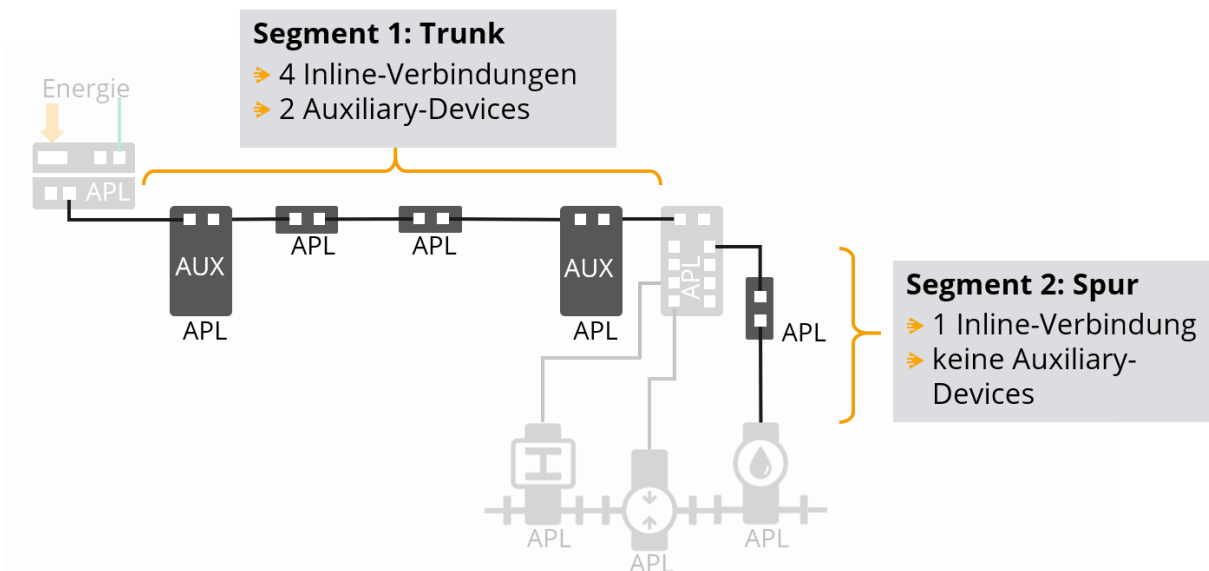 Segment 1: Trunk
4 Inline-Verbindungen
2 Auxiliary-Devices
Energie
APL
AUX
APL
APL
APL
AUX
APL
APL
APL
Segment 2: Spur
1 Inline-Verbindung
keine Auxiliary-
Devices
APL
APL
APL